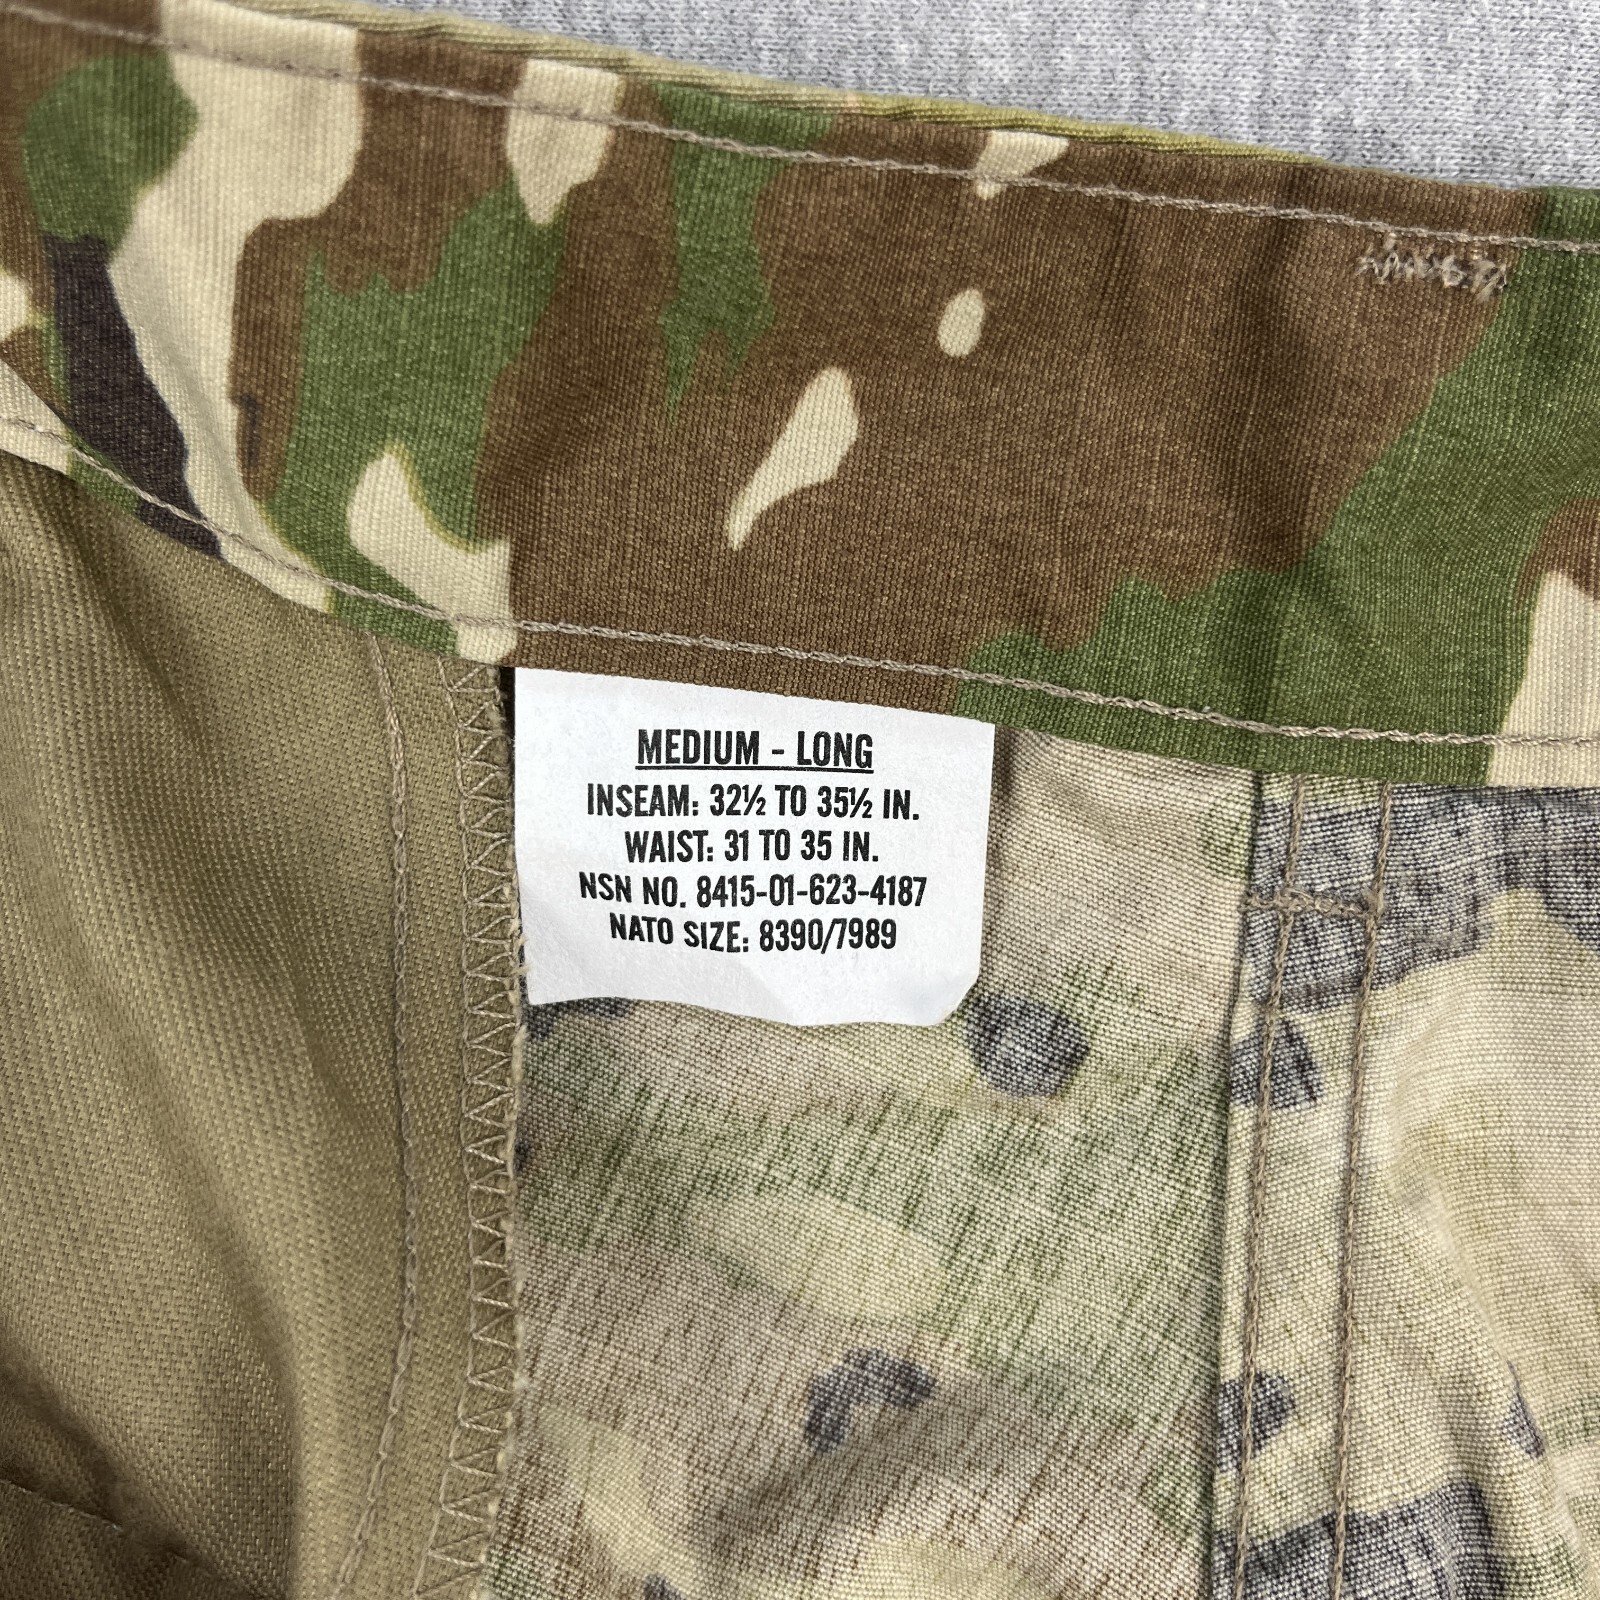 MEDIUM - LONG
INSEAM: 32½ TO 35½ IN.
WAIST: 31 TO 35 IN.
NSN NO. 8415-01-623-4187
NATO SIZE: 8390/7989